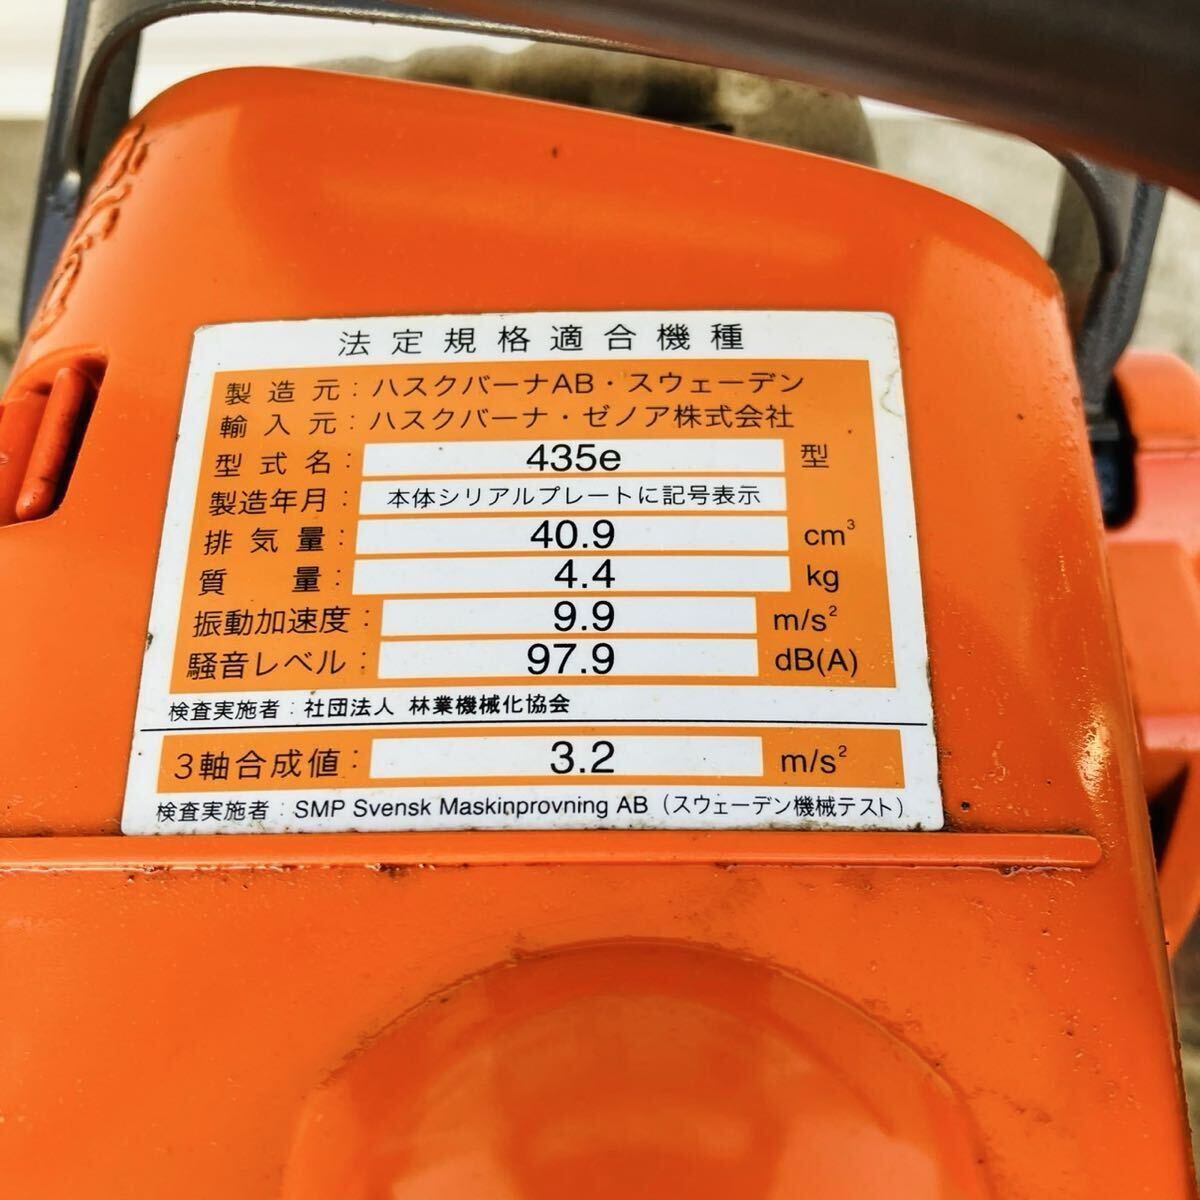 法定規格適合機種
製造元：ハスクバーナAB・スウェーデン
輸入元：ハスクバーナ・ゼノア株式会社
型式名： 435e 型
製造年月： 本体シリアルプレートに記号表示
排気量： 40.9 cm³
質量： 4.4 kg
振動加速度： 9.9 m/s²
騒音レベル： 97.9 dB(A)
検査実施者：社団法人 林業機械化協会
3軸合成値： 3.2 m/s²
検査実施者：SMP Svensk Maskinprovning AB（スウェーデン機械テスト）